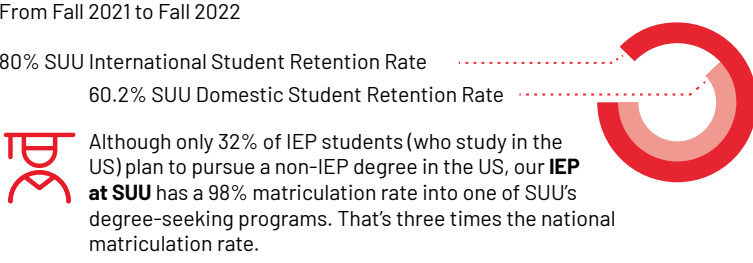 From Fall 2021 to Fall 2022
80% SUU International Student Retention Rate
60.2% SUU Domestic Student Retention Rate
Although only 32% of IEP students (who study in the
US) plan to pursue a non-IEP degree in the US, our IEP
at SUU has a 98% matriculation rate into one of SUU's
degree-seeking programs. That's three times the national
matriculation rate.